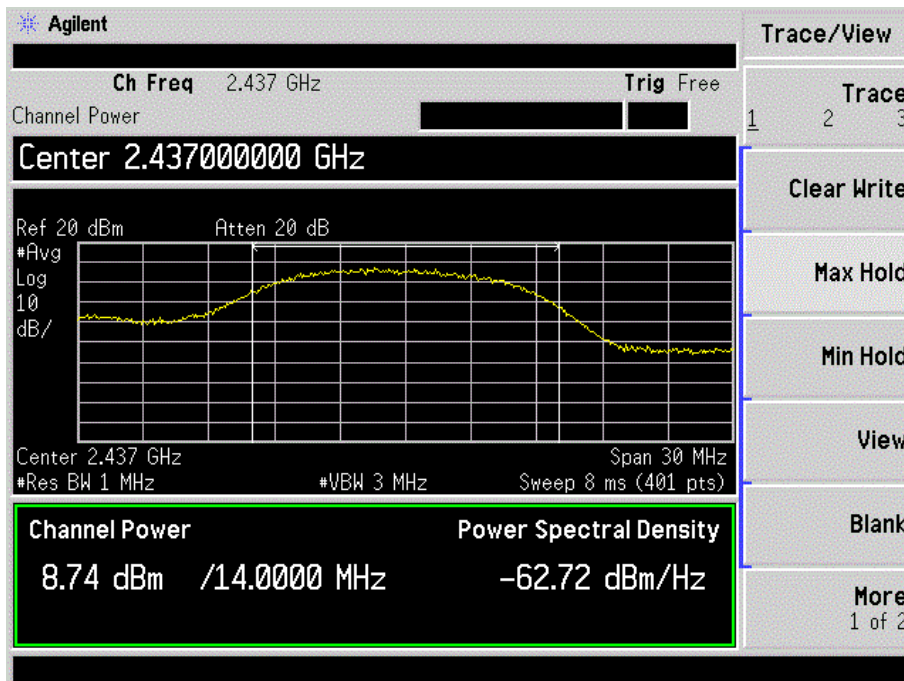 Agilent
Trace/View
Ch Freq 2.437 GHz Trig Free
Channel Power
Trace
1 2 3
Center 2.437000000 GHz
Clear Write
Ref 20 dBm Atten 20 dB
#Avg
Log
10
dB/
Max Hold
Min Hold
View
Center 2.437 GHz Span 30 MHz
#Res BW 1 MHz #VBW 3 MHz Sweep 8 ms (401 pts)
Channel Power Power Spectral Density
8.74 dBm /14.0000 MHz -62.72 dBm/Hz
Blank
More
1 of 2